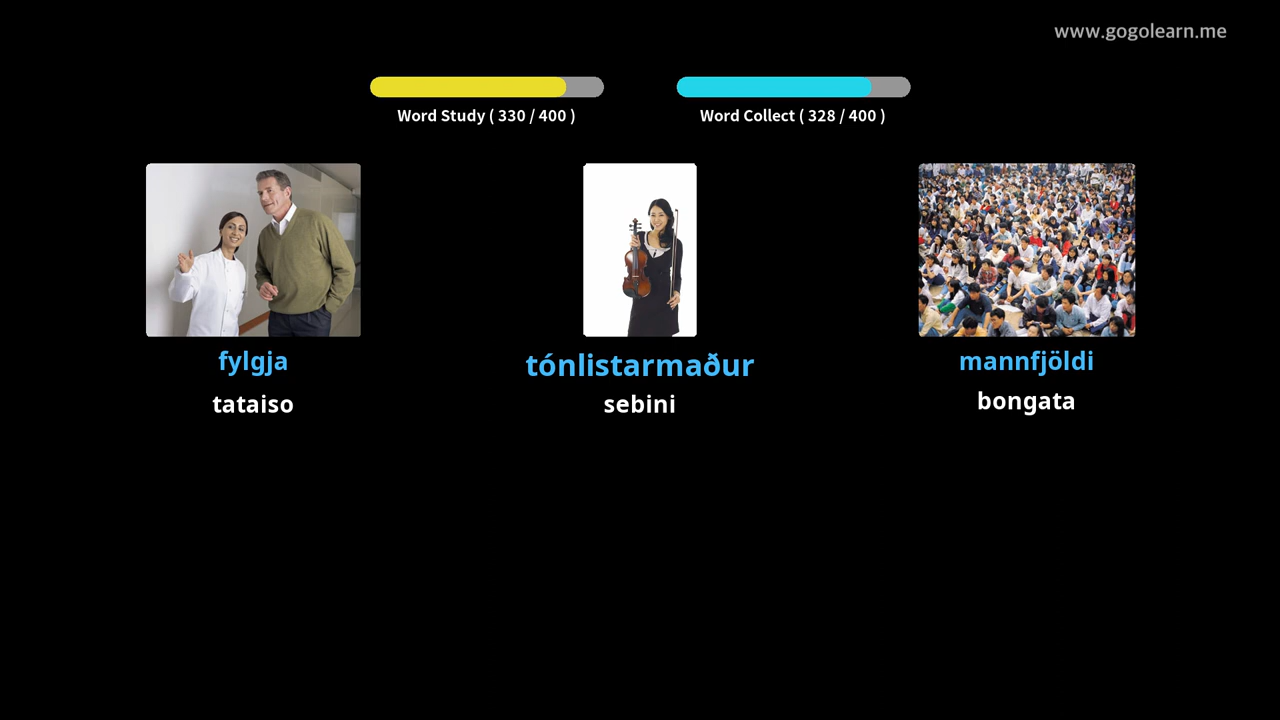 www.gogolearn.me
Word Study ( 330 / 400 )
Word Collect ( 328 / 400 )
fylgja
tataiso
tónlistarmaður
sebini
mannfjöldi
bongata